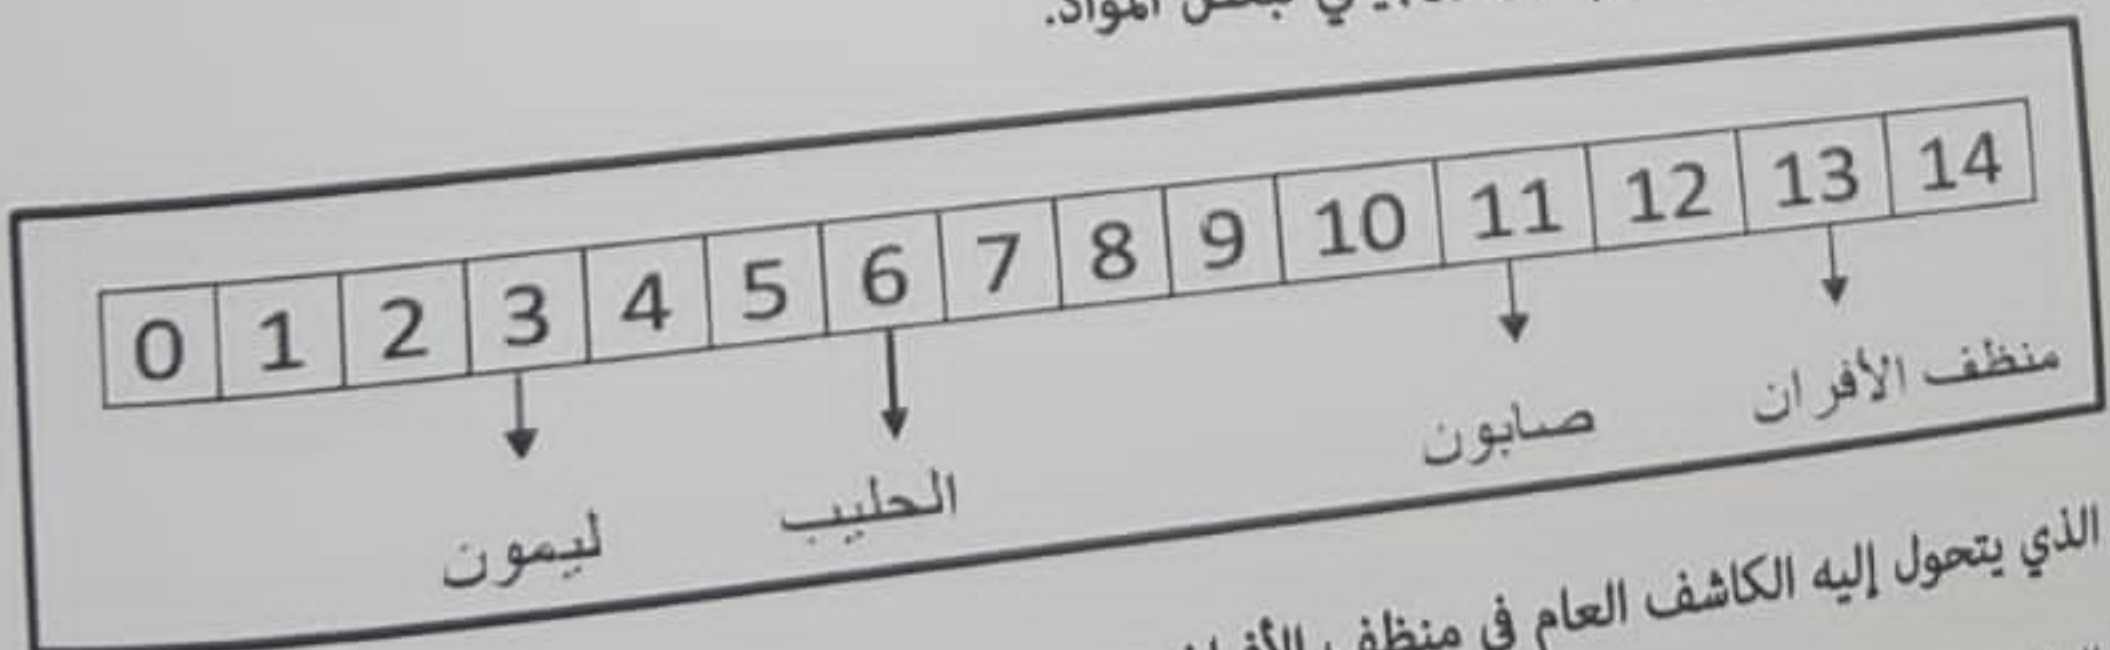 المواد.
0 1 2 3 4 5 6 7 8 9 10 11 12 13 14
ليمون الحليب صابون منظف الأفران
الذي يتحول إليه الكاشف العام في منظف